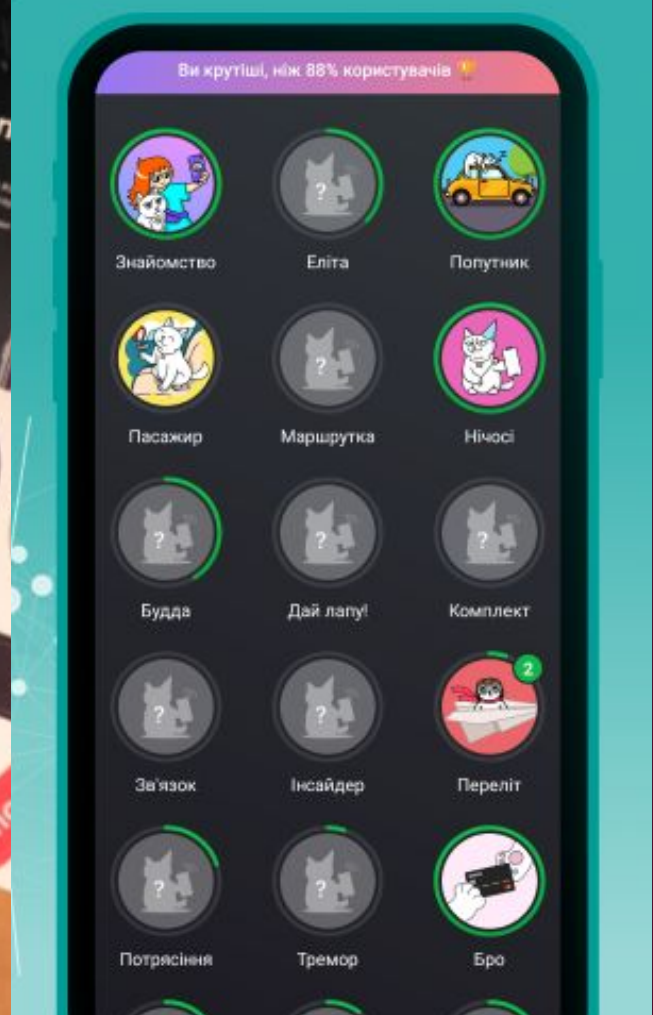 Ви крутіші, ніж 88% користувачів 🏆
Знайомство
Еліта
Попутник
Пасажир
Маршрутка
Нічосі
Будда
Дай лапу!
Комплект
Зв'язок
Інсайдер
2
Переліт
Потрясіння
Тремор
Бро